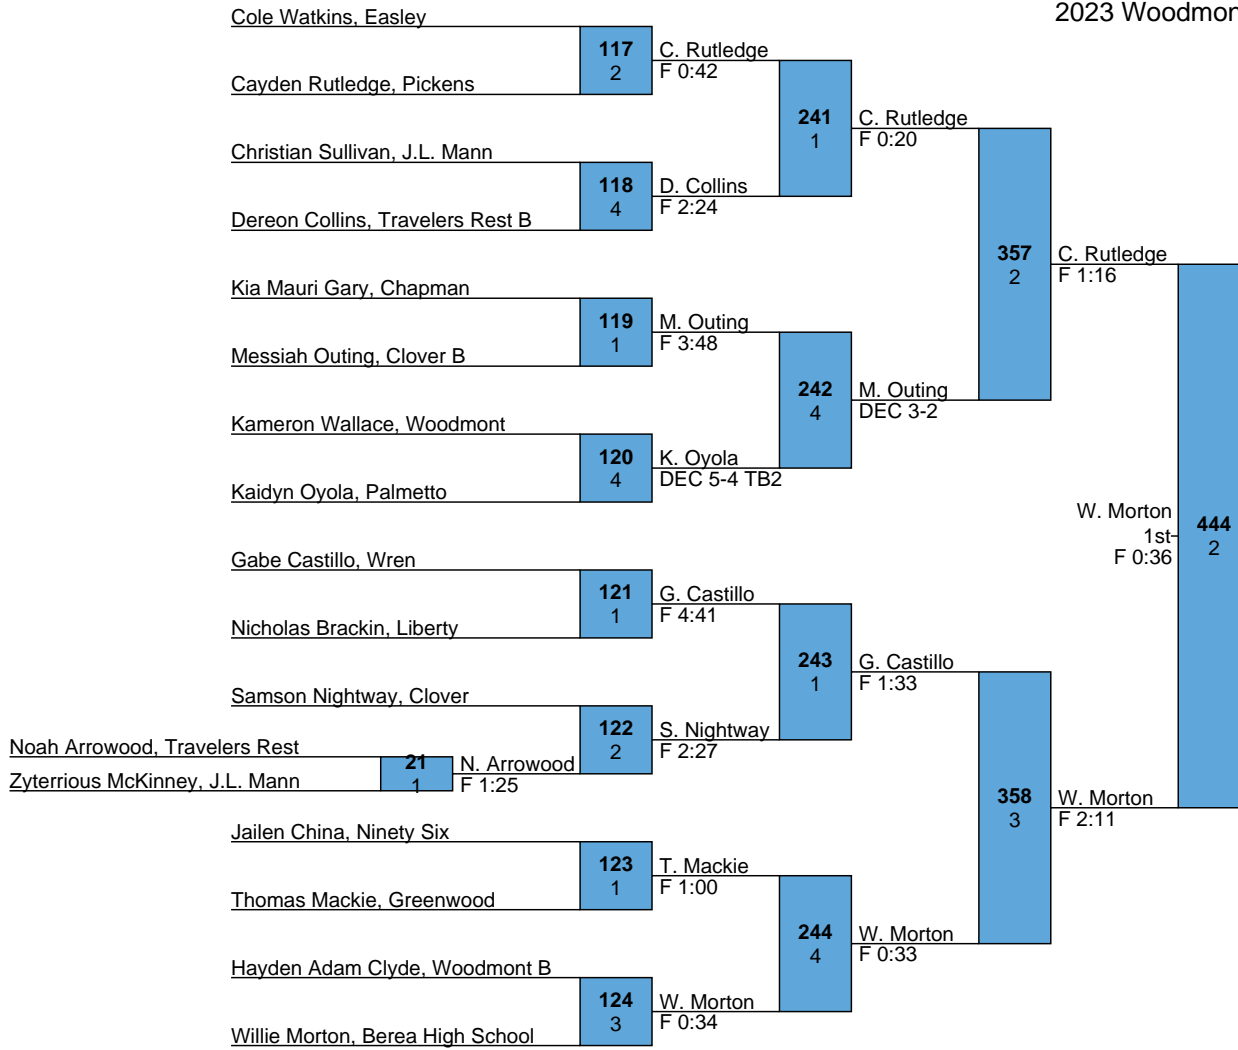 2023 Woodmon
Cole Watkins, Easley
117
2
C. Rutledge
F 0:42
Cayden Rutledge, Pickens
241
1
C. Rutledge
F 0:20
Christian Sullivan, J.L. Mann
118
4
D. Collins
F 2:24
Dereon Collins, Travelers Rest B
357
2
C. Rutledge
F 1:16
Kia Mauri Gary, Chapman
119
1
M. Outing
F 3:48
Messiah Outing, Clover B
242
4
M. Outing
DEC 3-2
Kameron Wallace, Woodmont
120
4
K. Oyola
DEC 5-4 TB2
Kaidyn Oyola, Palmetto
W. Morton
1st
F 0:36
444
2
Gabe Castillo, Wren
121
1
G. Castillo
F 4:41
Nicholas Brackin, Liberty
243
1
G. Castillo
F 1:33
Samson Nightway, Clover
122
2
S. Nightway
F 2:27
Noah Arrowood, Travelers Rest
21
1
N. Arrowood
F 1:25
Zyterrious McKinney, J.L. Mann
358
3
W. Morton
F 2:11
Jailen China, Ninety Six
123
1
T. Mackie
F 1:00
Thomas Mackie, Greenwood
244
4
W. Morton
F 0:33
Hayden Adam Clyde, Woodmont B
124
3
W. Morton
F 0:34
Willie Morton, Berea High School